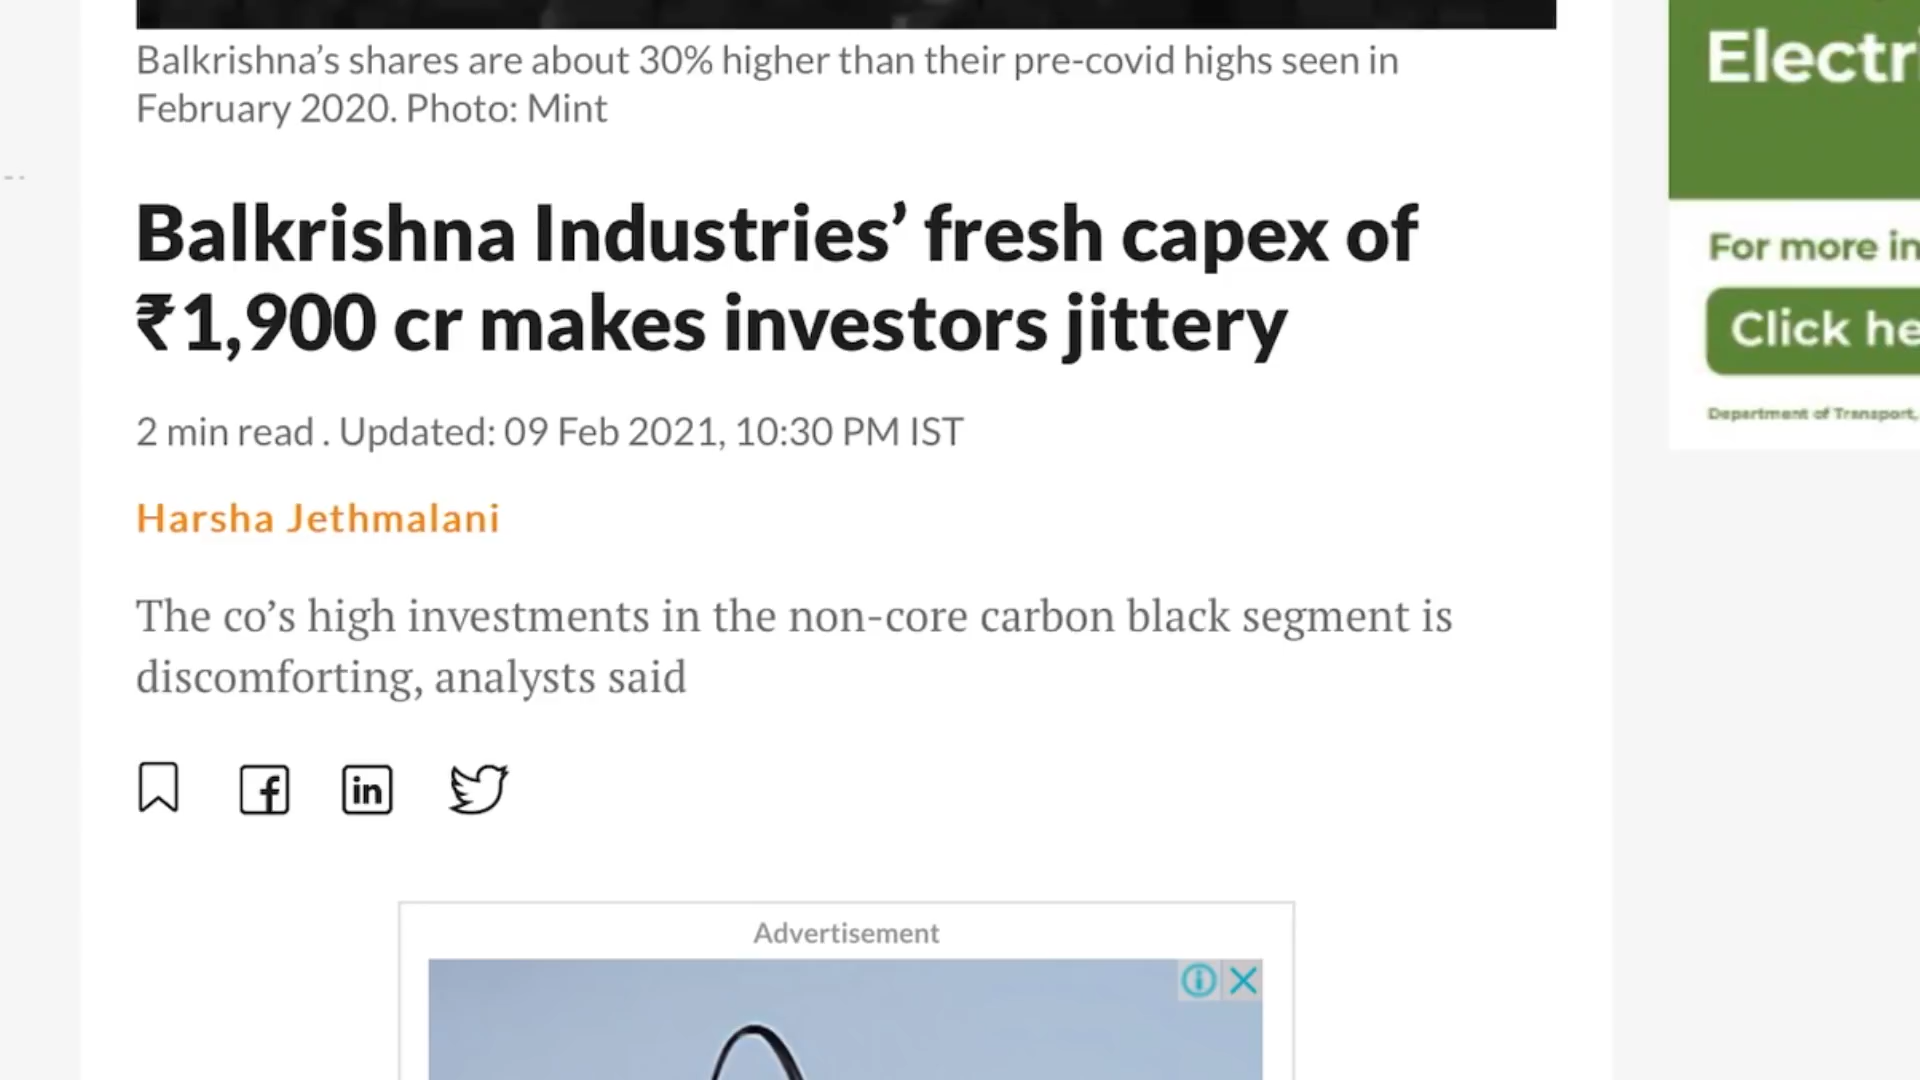 Balkrishna’s shares are about 30% higher than their pre-covid highs seen in
February 2020. Photo: Mint
Balkrishna Industries’ fresh capex of
₹1,900 cr makes investors jittery
2 min read . Updated: 09 Feb 2021, 10:30 PM IST
Harsha Jethmalani
The co’s high investments in the non-core carbon black segment is
discomforting, analysts said
Advertisement
Electri
For more in
Click he
Department of Transport,